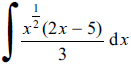 ∫ x^{1/2}(2x − 5)/3 dx